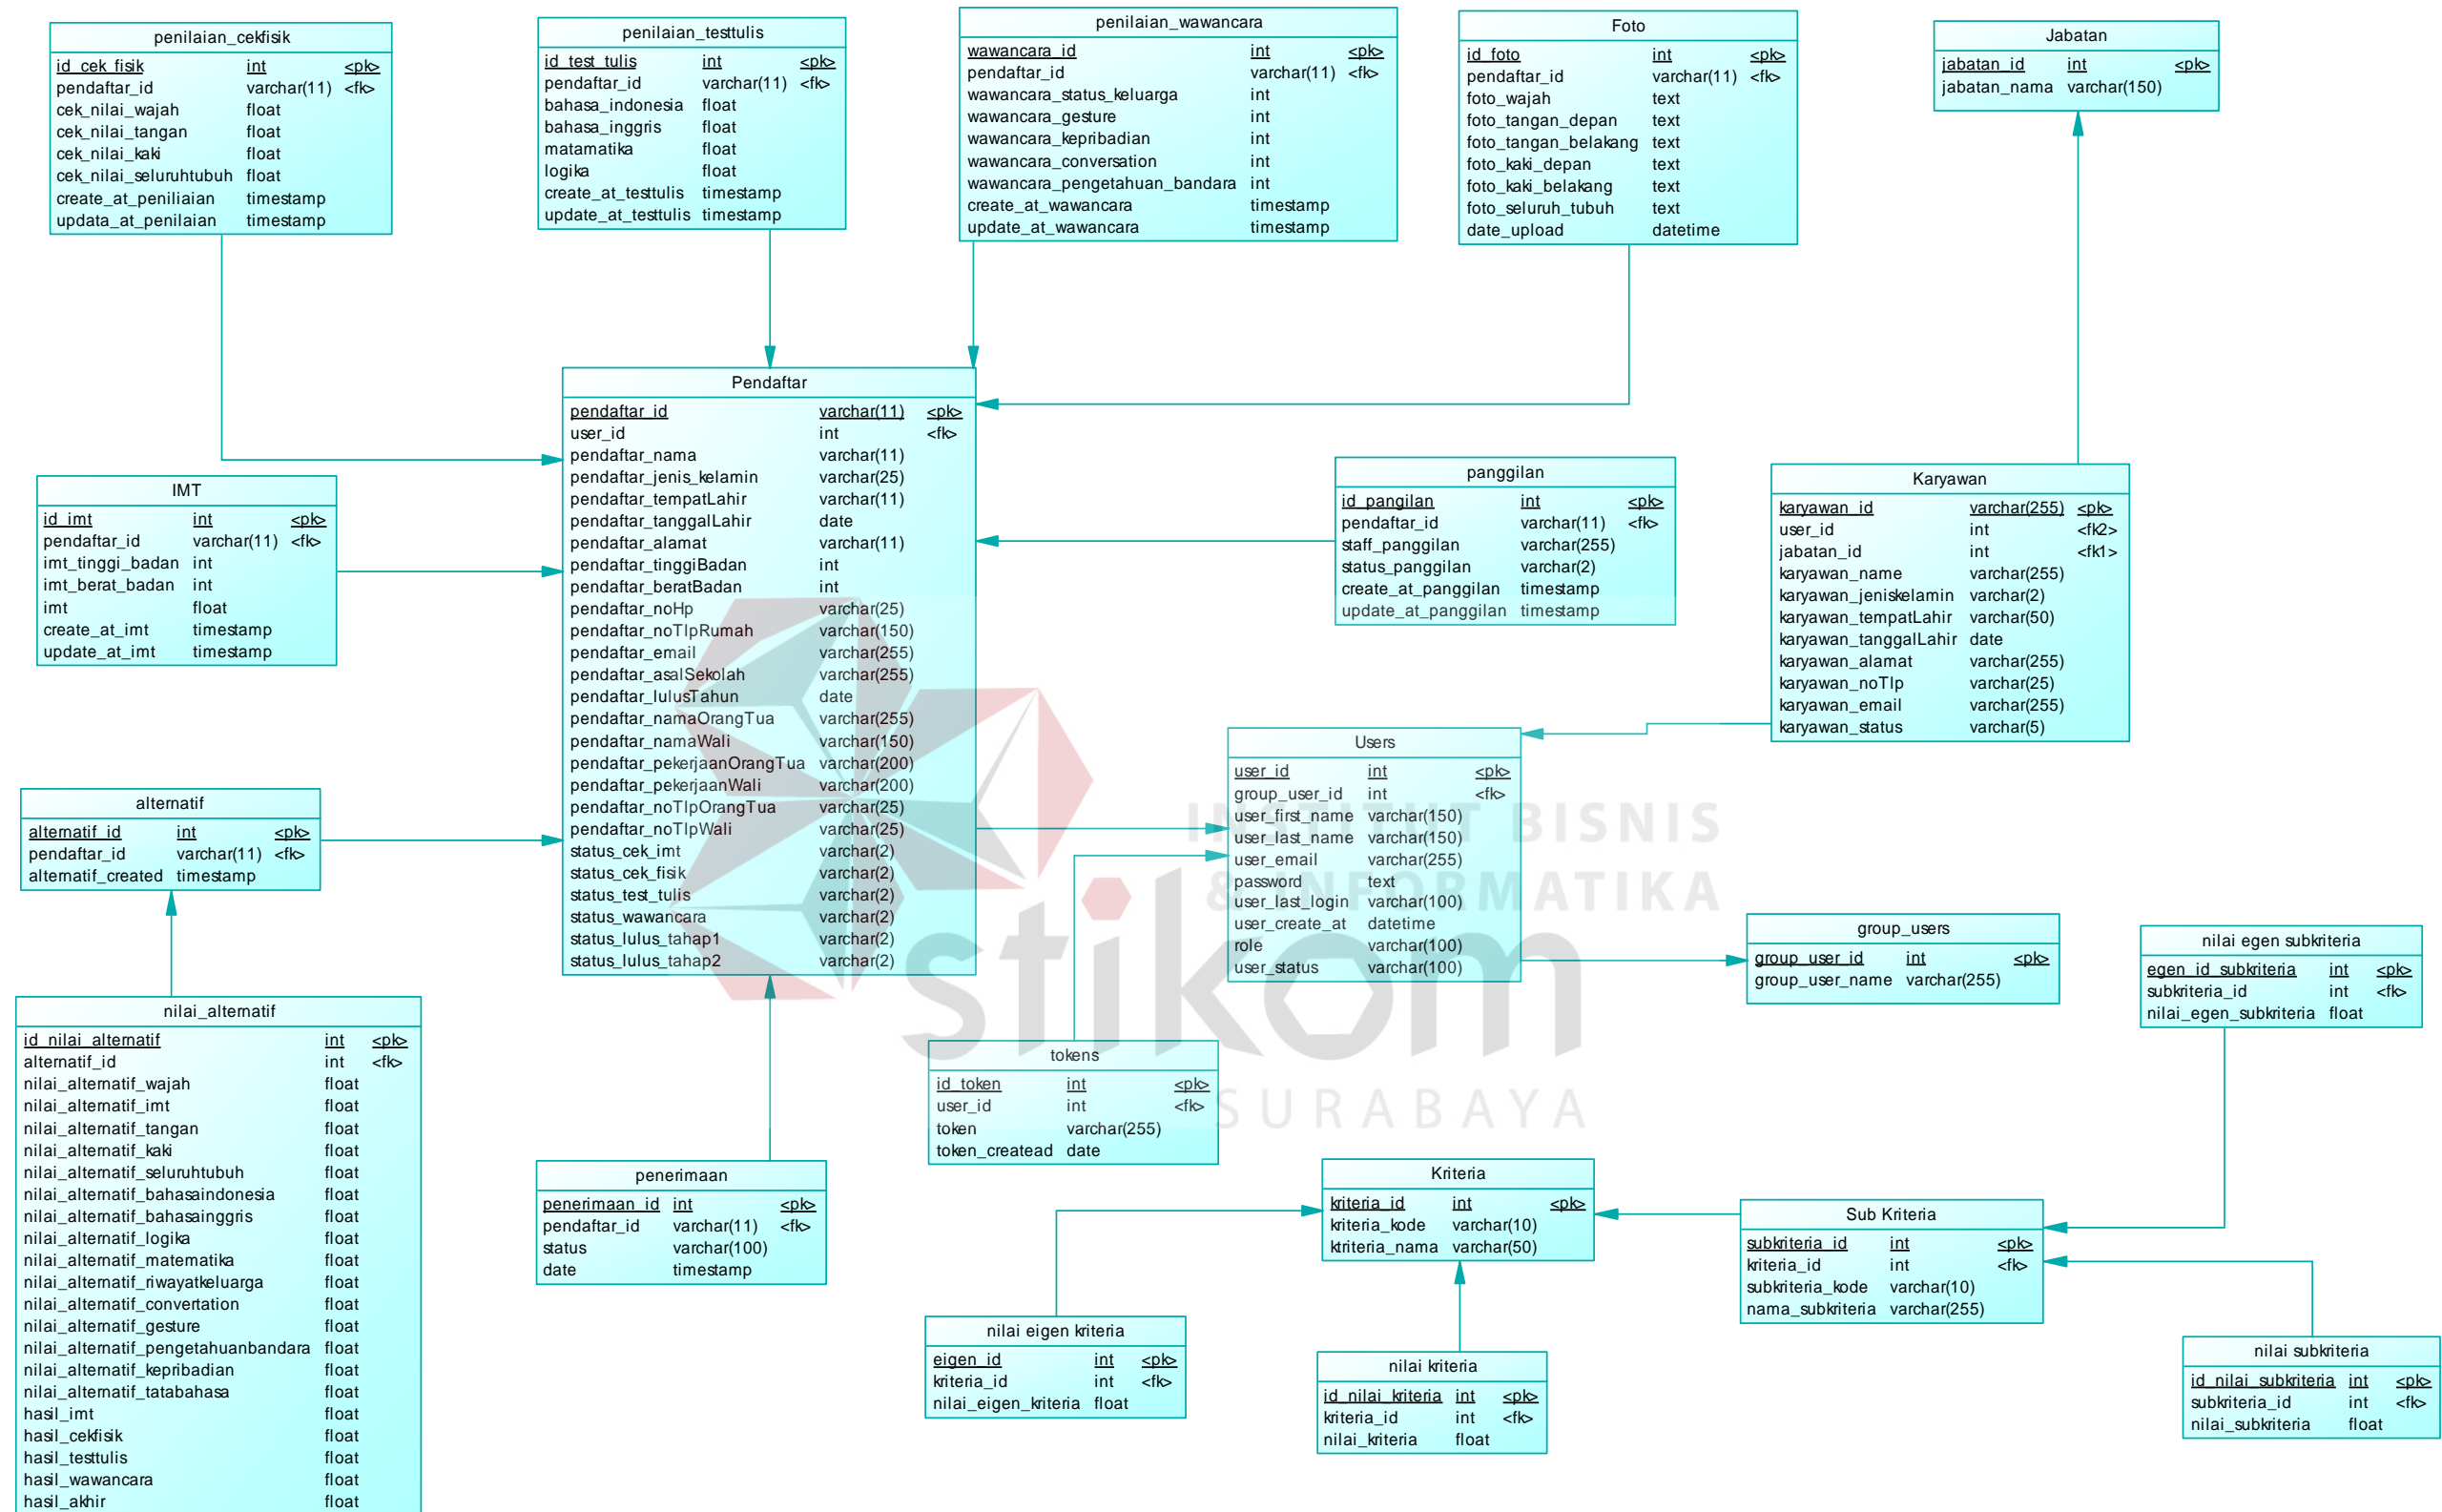 penilaian_cekfisik
id_cek_fisik int <pk>
pendaftar_id varchar(11) <fk>
cek_nilai_wajah float
cek_nilai_tangan float
cek_nilai_kaki float
cek_nilai_seluruhtubuh float
create_at_peniliaian timestamp
updata_at_penilaian timestamp
penilaian_testtulis
id_test_tulis int <pk>
pendaftar_id varchar(11) <fk>
bahasa_indonesia float
bahasa_inggris float
matamatika float
logika float
create_at_testtulis timestamp
update_at_testtulis timestamp
penilaian_wawancara
wawancara_id int <pk>
pendaftar_id varchar(11) <fk>
wawancara_status_keluarga int
wawancara_gesture int
wawancara_kepribadian int
wawancara_conversation int
wawancara_pengetahuan_bandara int
create_at_wawancara timestamp
update_at_wawancara timestamp
Foto
id_foto int <pk>
pendaftar_id varchar(11) <fk>
foto_wajah text
foto_tangan_depan text
foto_tangan_belakang text
foto_kaki_depan text
foto_kaki_belakang text
foto_seluruh_tubuh text
date_upload datetime
Jabatan
jabatan_id int <pk>
jabatan_nama varchar(150)
Pendaftar
pendaftar_id varchar(11) <pk>
user_id int <fk>
pendaftar_nama varchar(11)
pendaftar_jenis_kelamin varchar(25)
pendaftar_tempatLahir varchar(11)
pendaftar_tanggalLahir date
pendaftar_alamat varchar(11)
pendaftar_tinggiBadan int
pendaftar_beratBadan int
pendaftar_noHp varchar(25)
pendaftar_noTlpRumah varchar(150)
pendaftar_email varchar(255)
pendaftar_asalSekolah varchar(255)
pendaftar_lulusTahun date
pendaftar_namaOrangTua varchar(255)
pendaftar_namaWali varchar(150)
pendaftar_pekerjaanOrangTua varchar(200)
pendaftar_pekerjaanWali varchar(200)
pendaftar_noTlpOrangTua varchar(25)
pendaftar_noTlpWali varchar(25)
status_cek_imt varchar(2)
status_cek_fisik varchar(2)
status_test_tulis varchar(2)
status_wawancara varchar(2)
status_lulus_tahap1 varchar(2)
status_lulus_tahap2 varchar(2)
IMT
id_imt int <pk>
pendaftar_id varchar(11) <fk>
imt_tinggi_badan int
imt_berat_badan int
imt float
create_at_imt timestamp
update_at_imt timestamp
panggilan
id_pangilan int <pk>
pendaftar_id varchar(11) <fk>
staff_panggilan varchar(255)
status_panggilan varchar(2)
create_at_panggilan timestamp
update_at_panggilan timestamp
Karyawan
karyawan_id varchar(255) <pk>
user_id int <fk2>
jabatan_id int <fk1>
karyawan_name varchar(255)
karyawan_jeniskelamin varchar(2)
karyawan_tempatLahir varchar(50)
karyawan_tanggalLahir date
karyawan_alamat varchar(255)
karyawan_noTlp varchar(25)
karyawan_email varchar(255)
karyawan_status varchar(5)
Users
user_id int <pk>
group_user_id int <fk>
user_first_name varchar(150)
user_last_name varchar(150)
user_email varchar(255)
password text
user_last_login varchar(100)
user_create_at datetime
role varchar(100)
user_status varchar(100)
INSTITUT BISNIS
& INFORMATIKA
stikom
SURABAYA
alternatif
alternatif_id int <pk>
pendaftar_id varchar(11) <fk>
alternatif_created timestamp
group_users
group_user_id int <pk>
group_user_name varchar(255)
nilai egen subkriteria
egen_id_subkriteria int <pk>
subkriteria_id int <fk>
nilai_egen_subkriteria float
nilai_alternatif
id_nilai_alternatif int <pk>
alternatif_id int <fk>
nilai_alternatif_wajah float
nilai_alternatif_imt float
nilai_alternatif_tangan float
nilai_alternatif_kaki float
nilai_alternatif_seluruhtubuh float
nilai_alternatif_bahasaindonesia float
nilai_alternatif_bahasainggris float
nilai_alternatif_logika float
nilai_alternatif_matematika float
nilai_alternatif_riwayatkeluarga float
nilai_alternatif_convertation float
nilai_alternatif_gesture float
nilai_alternatif_pengetahuanbandara float
nilai_alternatif_kepribadian float
nilai_alternatif_tatabahasa float
hasil_imt float
hasil_cekfisik float
hasil_testtulis float
hasil_wawancara float
hasil_akhir float
tokens
id_token int <pk>
user_id int <fk>
token varchar(255)
token_createad date
penerimaan
penerimaan_id int <pk>
pendaftar_id varchar(11) <fk>
status varchar(100)
date timestamp
Kriteria
kriteria_id int <pk>
kriteria_kode varchar(10)
ktriteria_nama varchar(50)
Sub Kriteria
subkriteria_id int <pk>
kriteria_id int <fk>
subkriteria_kode varchar(10)
nama_subkriteria varchar(255)
nilai eigen kriteria
eigen_id int <pk>
kriteria_id int <fk>
nilai_eigen_kriteria float
nilai kriteria
id_nilai_kriteria int <pk>
kriteria_id int <fk>
nilai_kriteria float
nilai subkriteria
id_nilai_subkriteria int <pk>
subkriteria_id int <fk>
nilai_subkriteria float